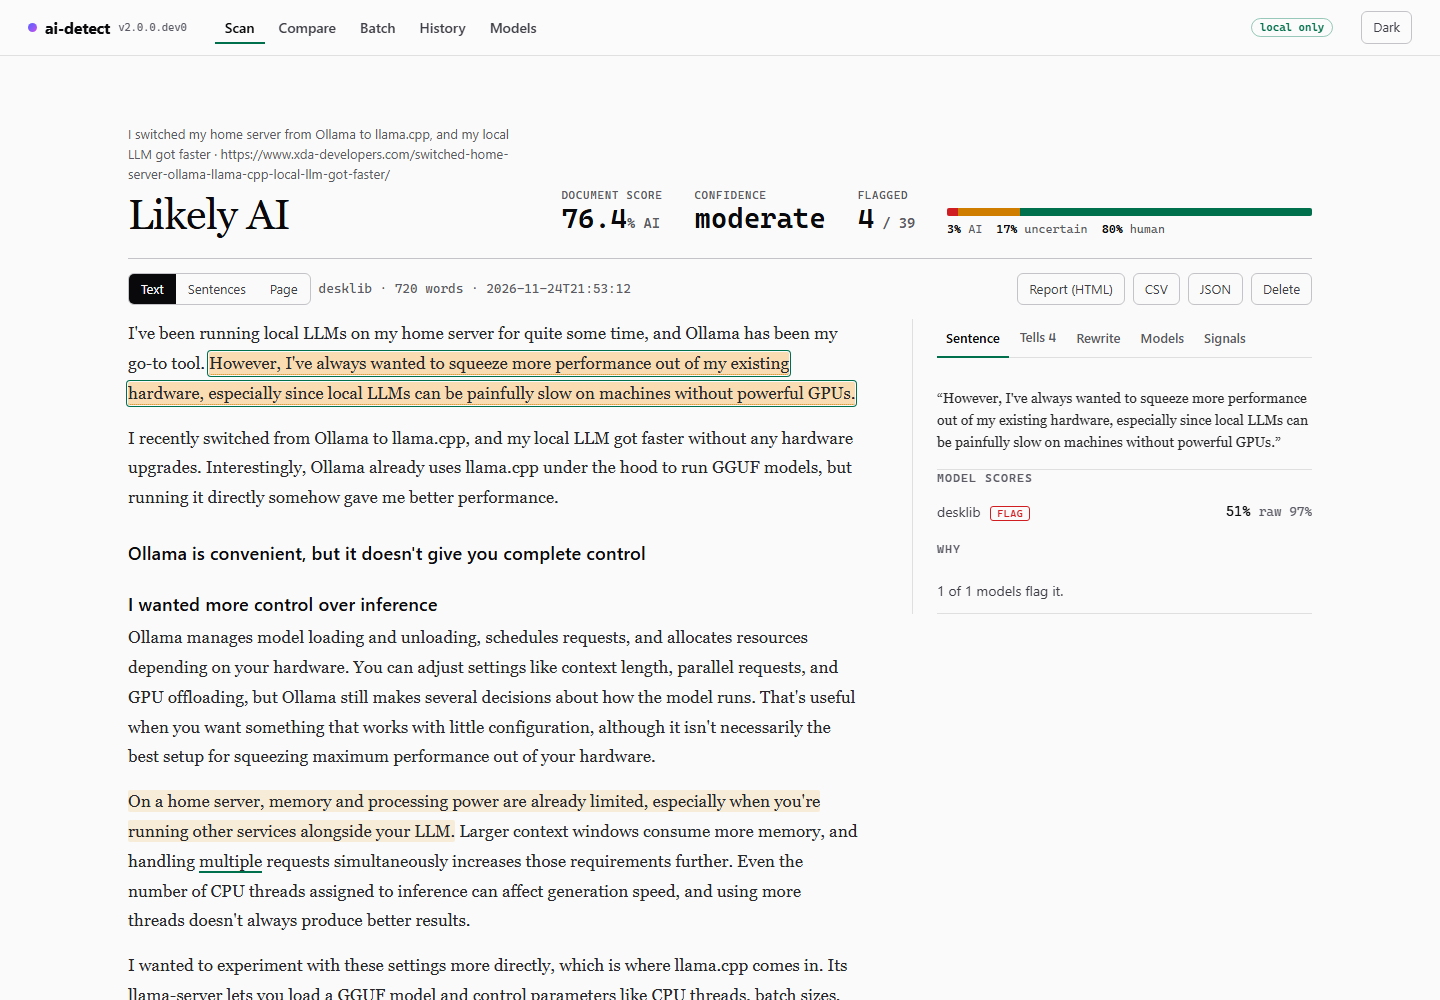 ai-detect v2.0.0.dev0 Scan Compare Batch History Models local only Dark
I switched my home server from Ollama to llama.cpp, and my local
LLM got faster · https://www.xda-developers.com/switched-home-
server-ollama-llama-cpp-local-llm-got-faster/
Likely AI
DOCUMENT SCORE
76.4% AI
CONFIDENCE
moderate
FLAGGED
4 / 39
3% AI 17% uncertain 80% human
Text Sentences Page desklib · 720 words · 2026-11-24T21:53:12 Report (HTML) CSV JSON Delete
I've been running local LLMs on my home server for quite some time, and Ollama has been my
go-to tool. However, I've always wanted to squeeze more performance out of my existing
hardware, especially since local LLMs can be painfully slow on machines without powerful GPUs.
I recently switched from Ollama to llama.cpp, and my local LLM got faster without any hardware
upgrades. Interestingly, Ollama already uses llama.cpp under the hood to run GGUF models, but
running it directly somehow gave me better performance.
Ollama is convenient, but it doesn't give you complete control
I wanted more control over inference
Ollama manages model loading and unloading, schedules requests, and allocates resources
depending on your hardware. You can adjust settings like context length, parallel requests, and
GPU offloading, but Ollama still makes several decisions about how the model runs. That's useful
when you want something that works with little configuration, although it isn't necessarily the
best setup for squeezing maximum performance out of your hardware.
On a home server, memory and processing power are already limited, especially when you're
running other services alongside your LLM. Larger context windows consume more memory, and
handling multiple requests simultaneously increases those requirements further. Even the
number of CPU threads assigned to inference can affect generation speed, and using more
threads doesn't always produce better results.
I wanted to experiment with these settings more directly, which is where llama.cpp comes in. Its
llama-server lets you load a GGUF model and control parameters like CPU threads, batch sizes,
Sentence Tells 4 Rewrite Models Signals
“However, I've always wanted to squeeze more performance
out of my existing hardware, especially since local LLMs can
be painfully slow on machines without powerful GPUs.”
MODEL SCORES
desklib FLAG 51% raw 97%
WHY
1 of 1 models flag it.